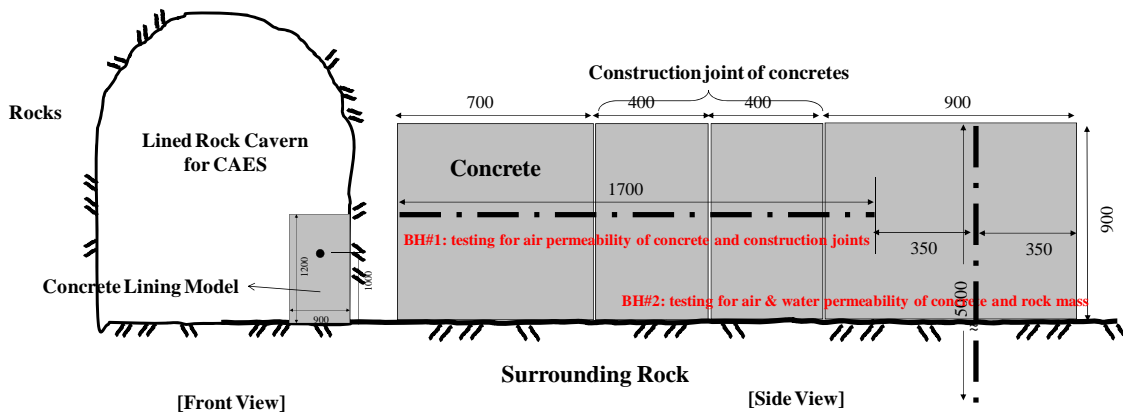 Rocks
Lined Rock Cavern
for CAES
Concrete Lining Model
1200
900
1000
[Front View]
Construction joint of concretes
700
400
400
900
Concrete
1700
BH#1: testing for air permeability of concrete and construction joints
350
350
900
5000
BH#2: testing for air & water permeability of concrete and rock mass
Surrounding Rock
[Side View]